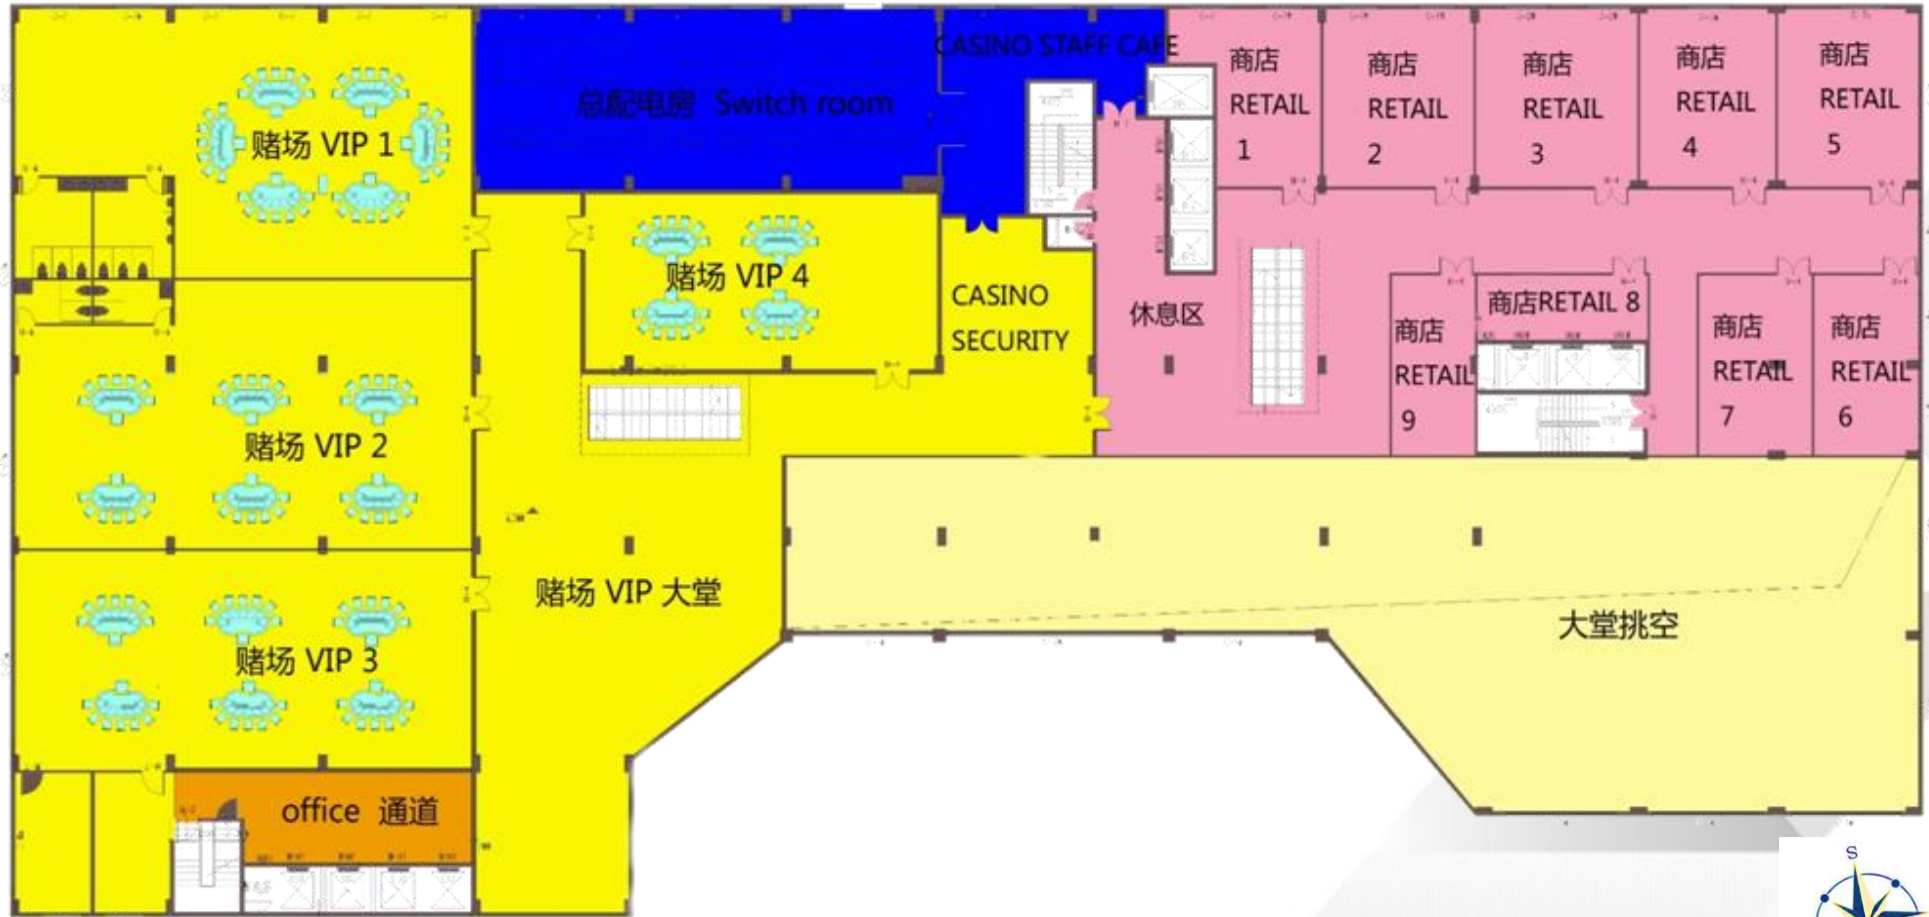 CASINO STAFF CAFE
总配电房 Switch room
赌场 VIP 1
商店
RETAIL
1
商店
RETAIL
2
商店
RETAIL
3
商店
RETAIL
4
商店
RETAIL
5
赌场 VIP 4
CASINO
SECURITY
休息区
商店RETAIL 8
商店
RETAIL
9
商店
RETAIL
7
商店
RETAIL
6
赌场 VIP 2
赌场 VIP 大堂
大堂挑空
赌场 VIP 3
office 通道
S